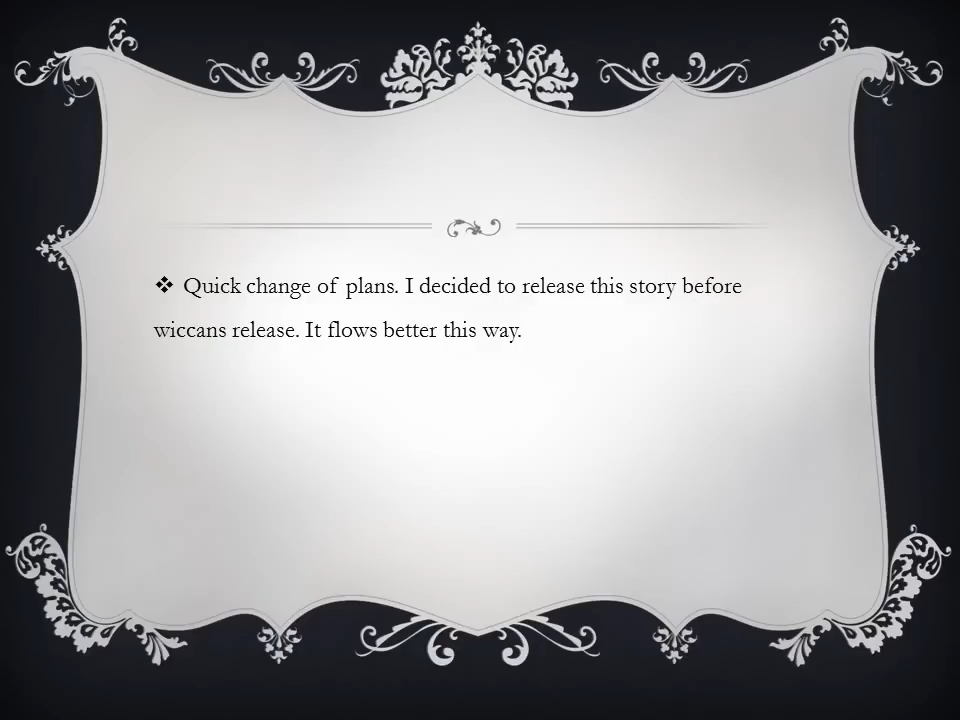 ❖ Quick change of plans. I decided to release this story before
wiccans release. It flows better this way.